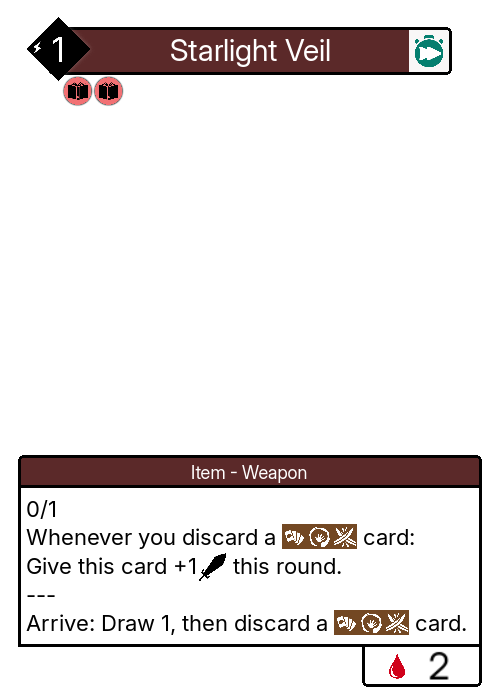 1
Starlight Veil
Item - Weapon
0/1
Whenever you discard a card:
Give this card +1 this round.
---
Arrive: Draw 1, then discard a card.
2